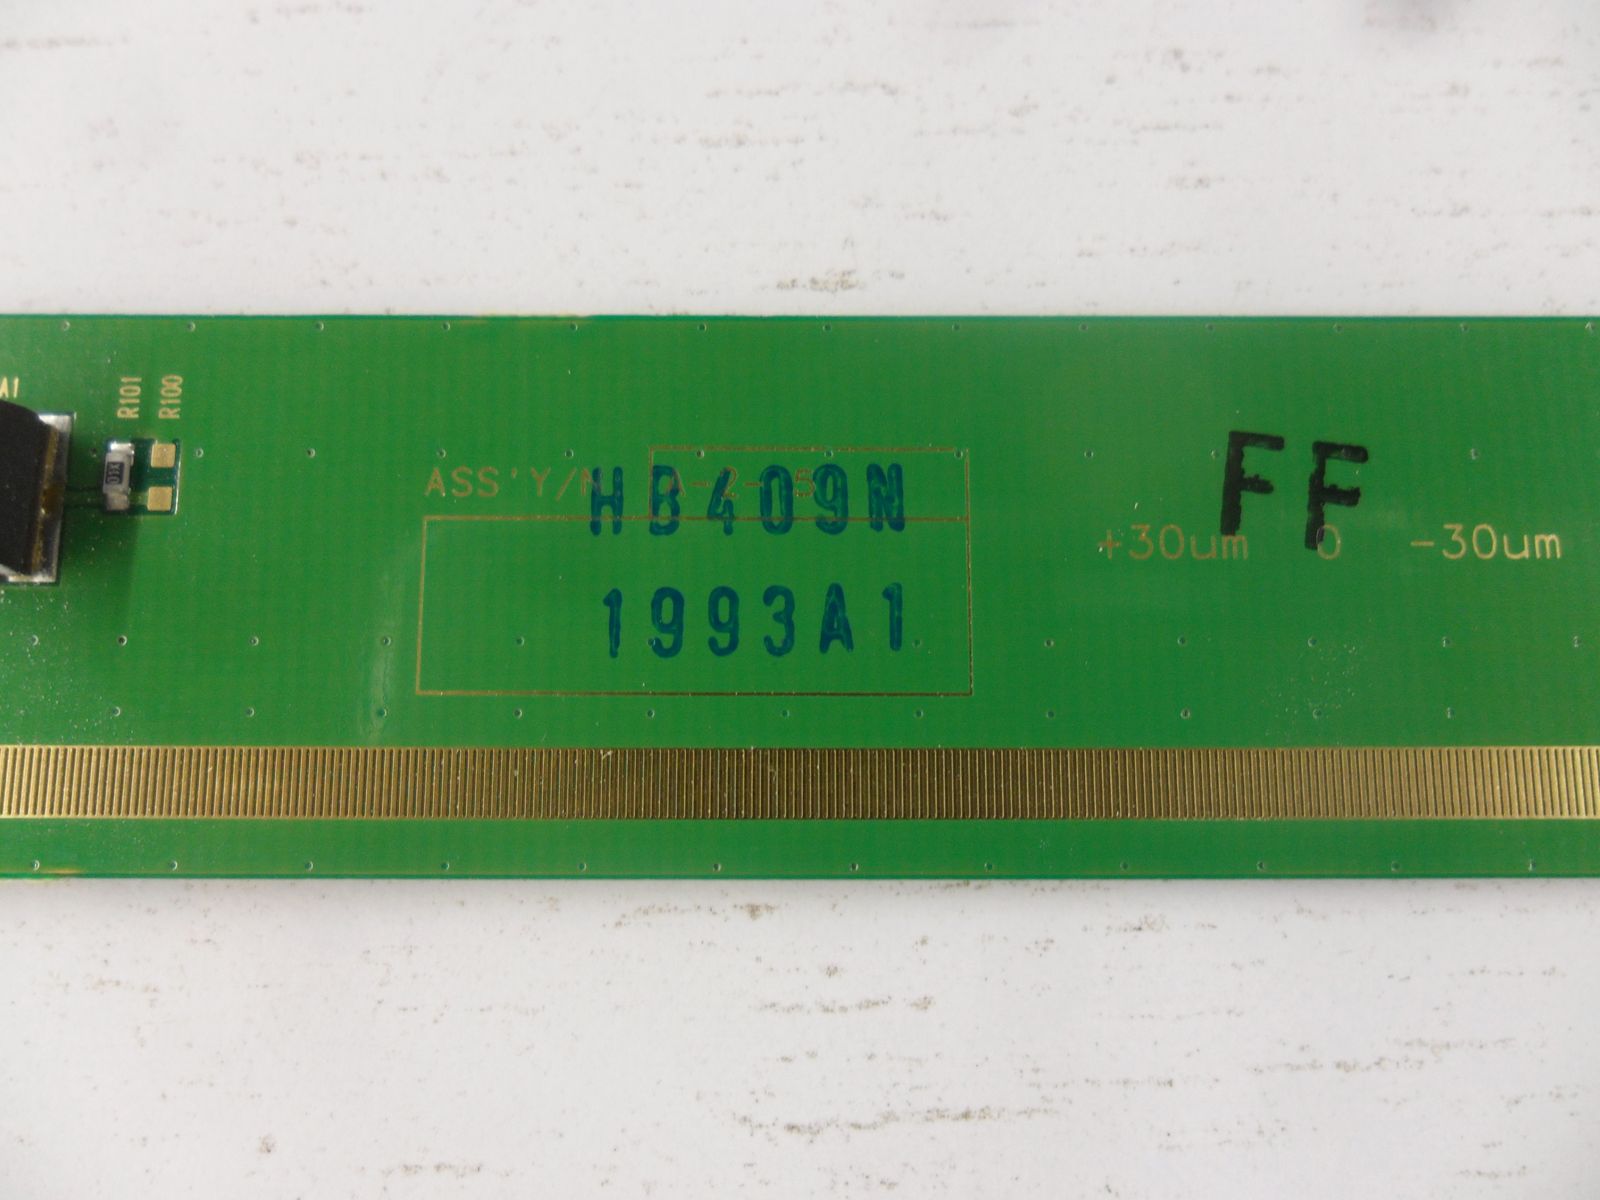 A1
R101
R100
ASS'Y/N
HB409N
1993A1
FF
+30um 0 -30um